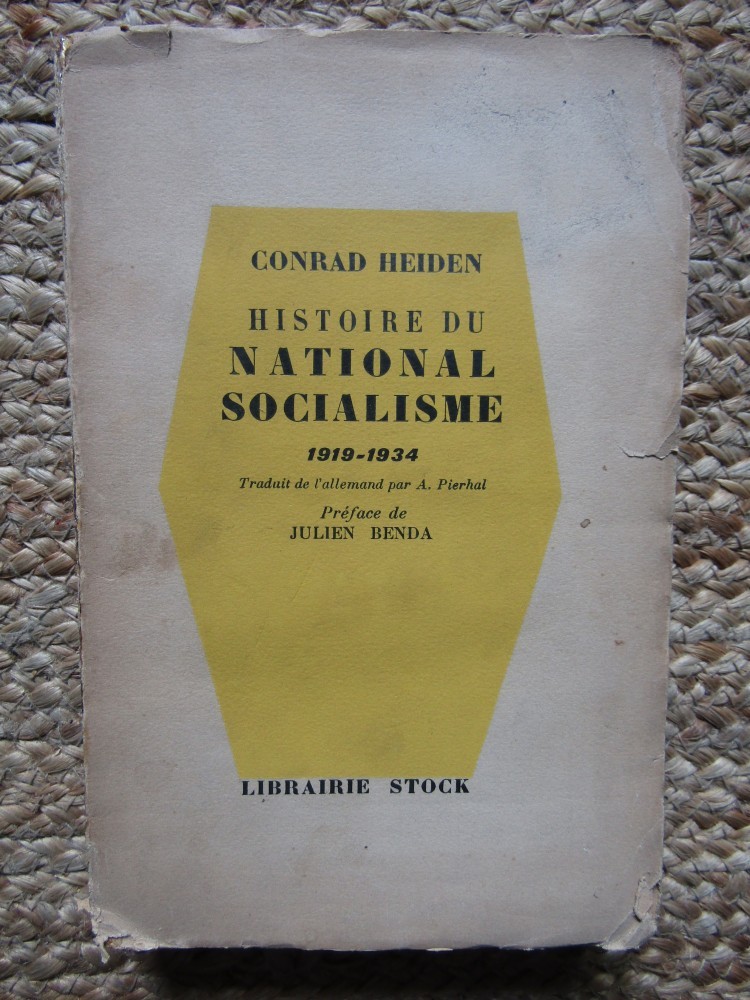 CONRAD HEIDEN
HISTOIRE DU
NATIONAL
SOCIALISME
1919-1934
Traduit de l'allemand par A. Pierhal
Préface de
JULIEN BENDA
LIBRAIRIE STOCK